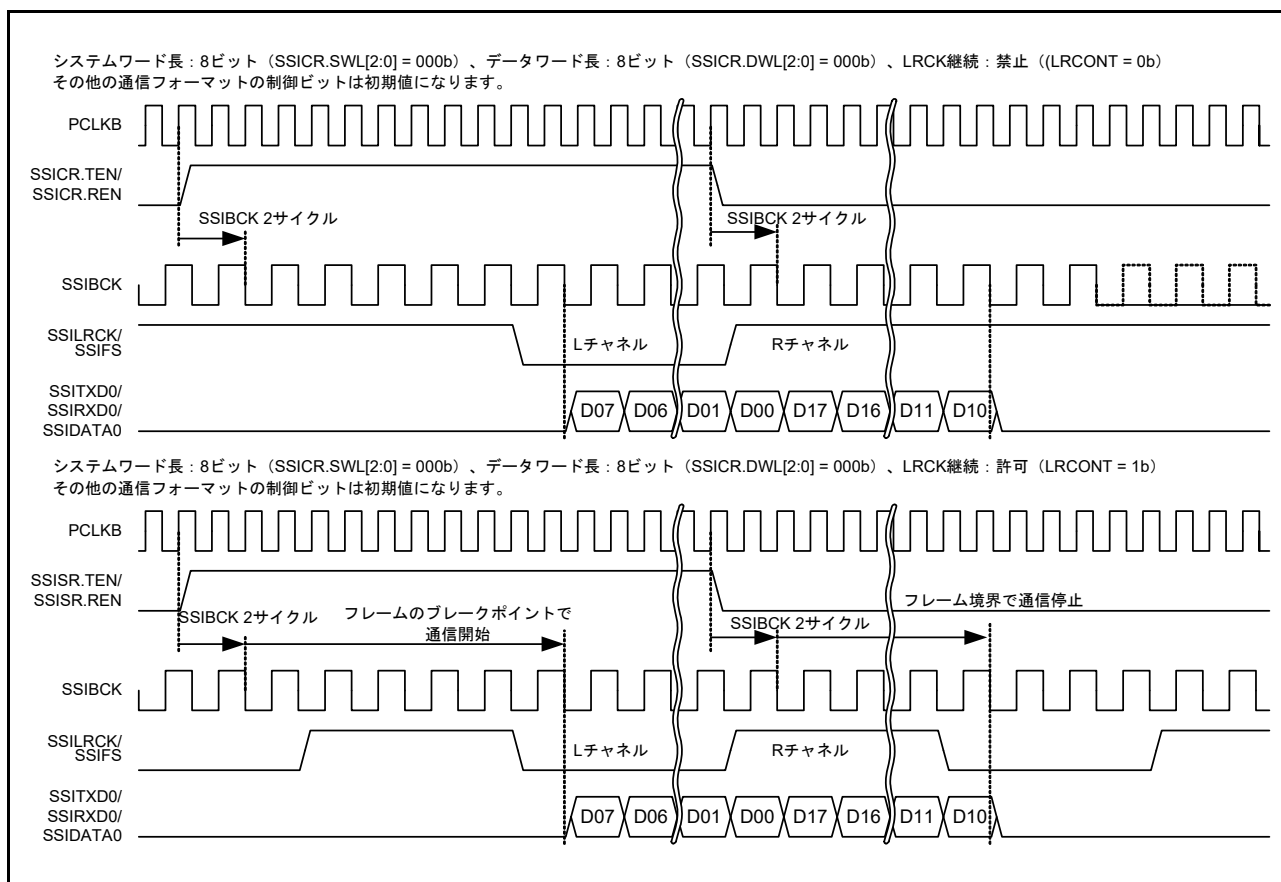 システムワード長:8ビット（SSICR.SWL[2:0] = 000b）、データワード長:8ビット（SSICR.DWL[2:0] = 000b）、LRCK継続:禁止（(LRCONT = 0b）
その他の通信フォーマットの制御ビットは初期値になります。
PCLKB
SSICR.TEN/
SSICR.REN
SSIBCK 2サイクル
SSIBCK 2サイクル
SSIBCK
SSILRCK/
SSIFS
Lチャネル
Rチャネル
SSITXD0/
SSIRXD0/
SSIDATA0
D07 D06 D01 D00 D17 D16 D11 D10
システムワード長:8ビット（SSICR.SWL[2:0] = 000b）、データワード長:8ビット（SSICR.DWL[2:0] = 000b）、LRCK継続:許可（LRCONT = 1b）
その他の通信フォーマットの制御ビットは初期値になります。
PCLKB
SSISR.TEN/
SSISR.REN
SSIBCK 2サイクル
フレームのブレークポイントで
通信開始
SSIBCK 2サイクル
フレーム境界で通信停止
SSIBCK
SSILRCK/
SSIFS
Lチャネル
Rチャネル
SSITXD0/
SSIRXD0/
SSIDATA0
D07 D06 D01 D00 D17 D16 D11 D10